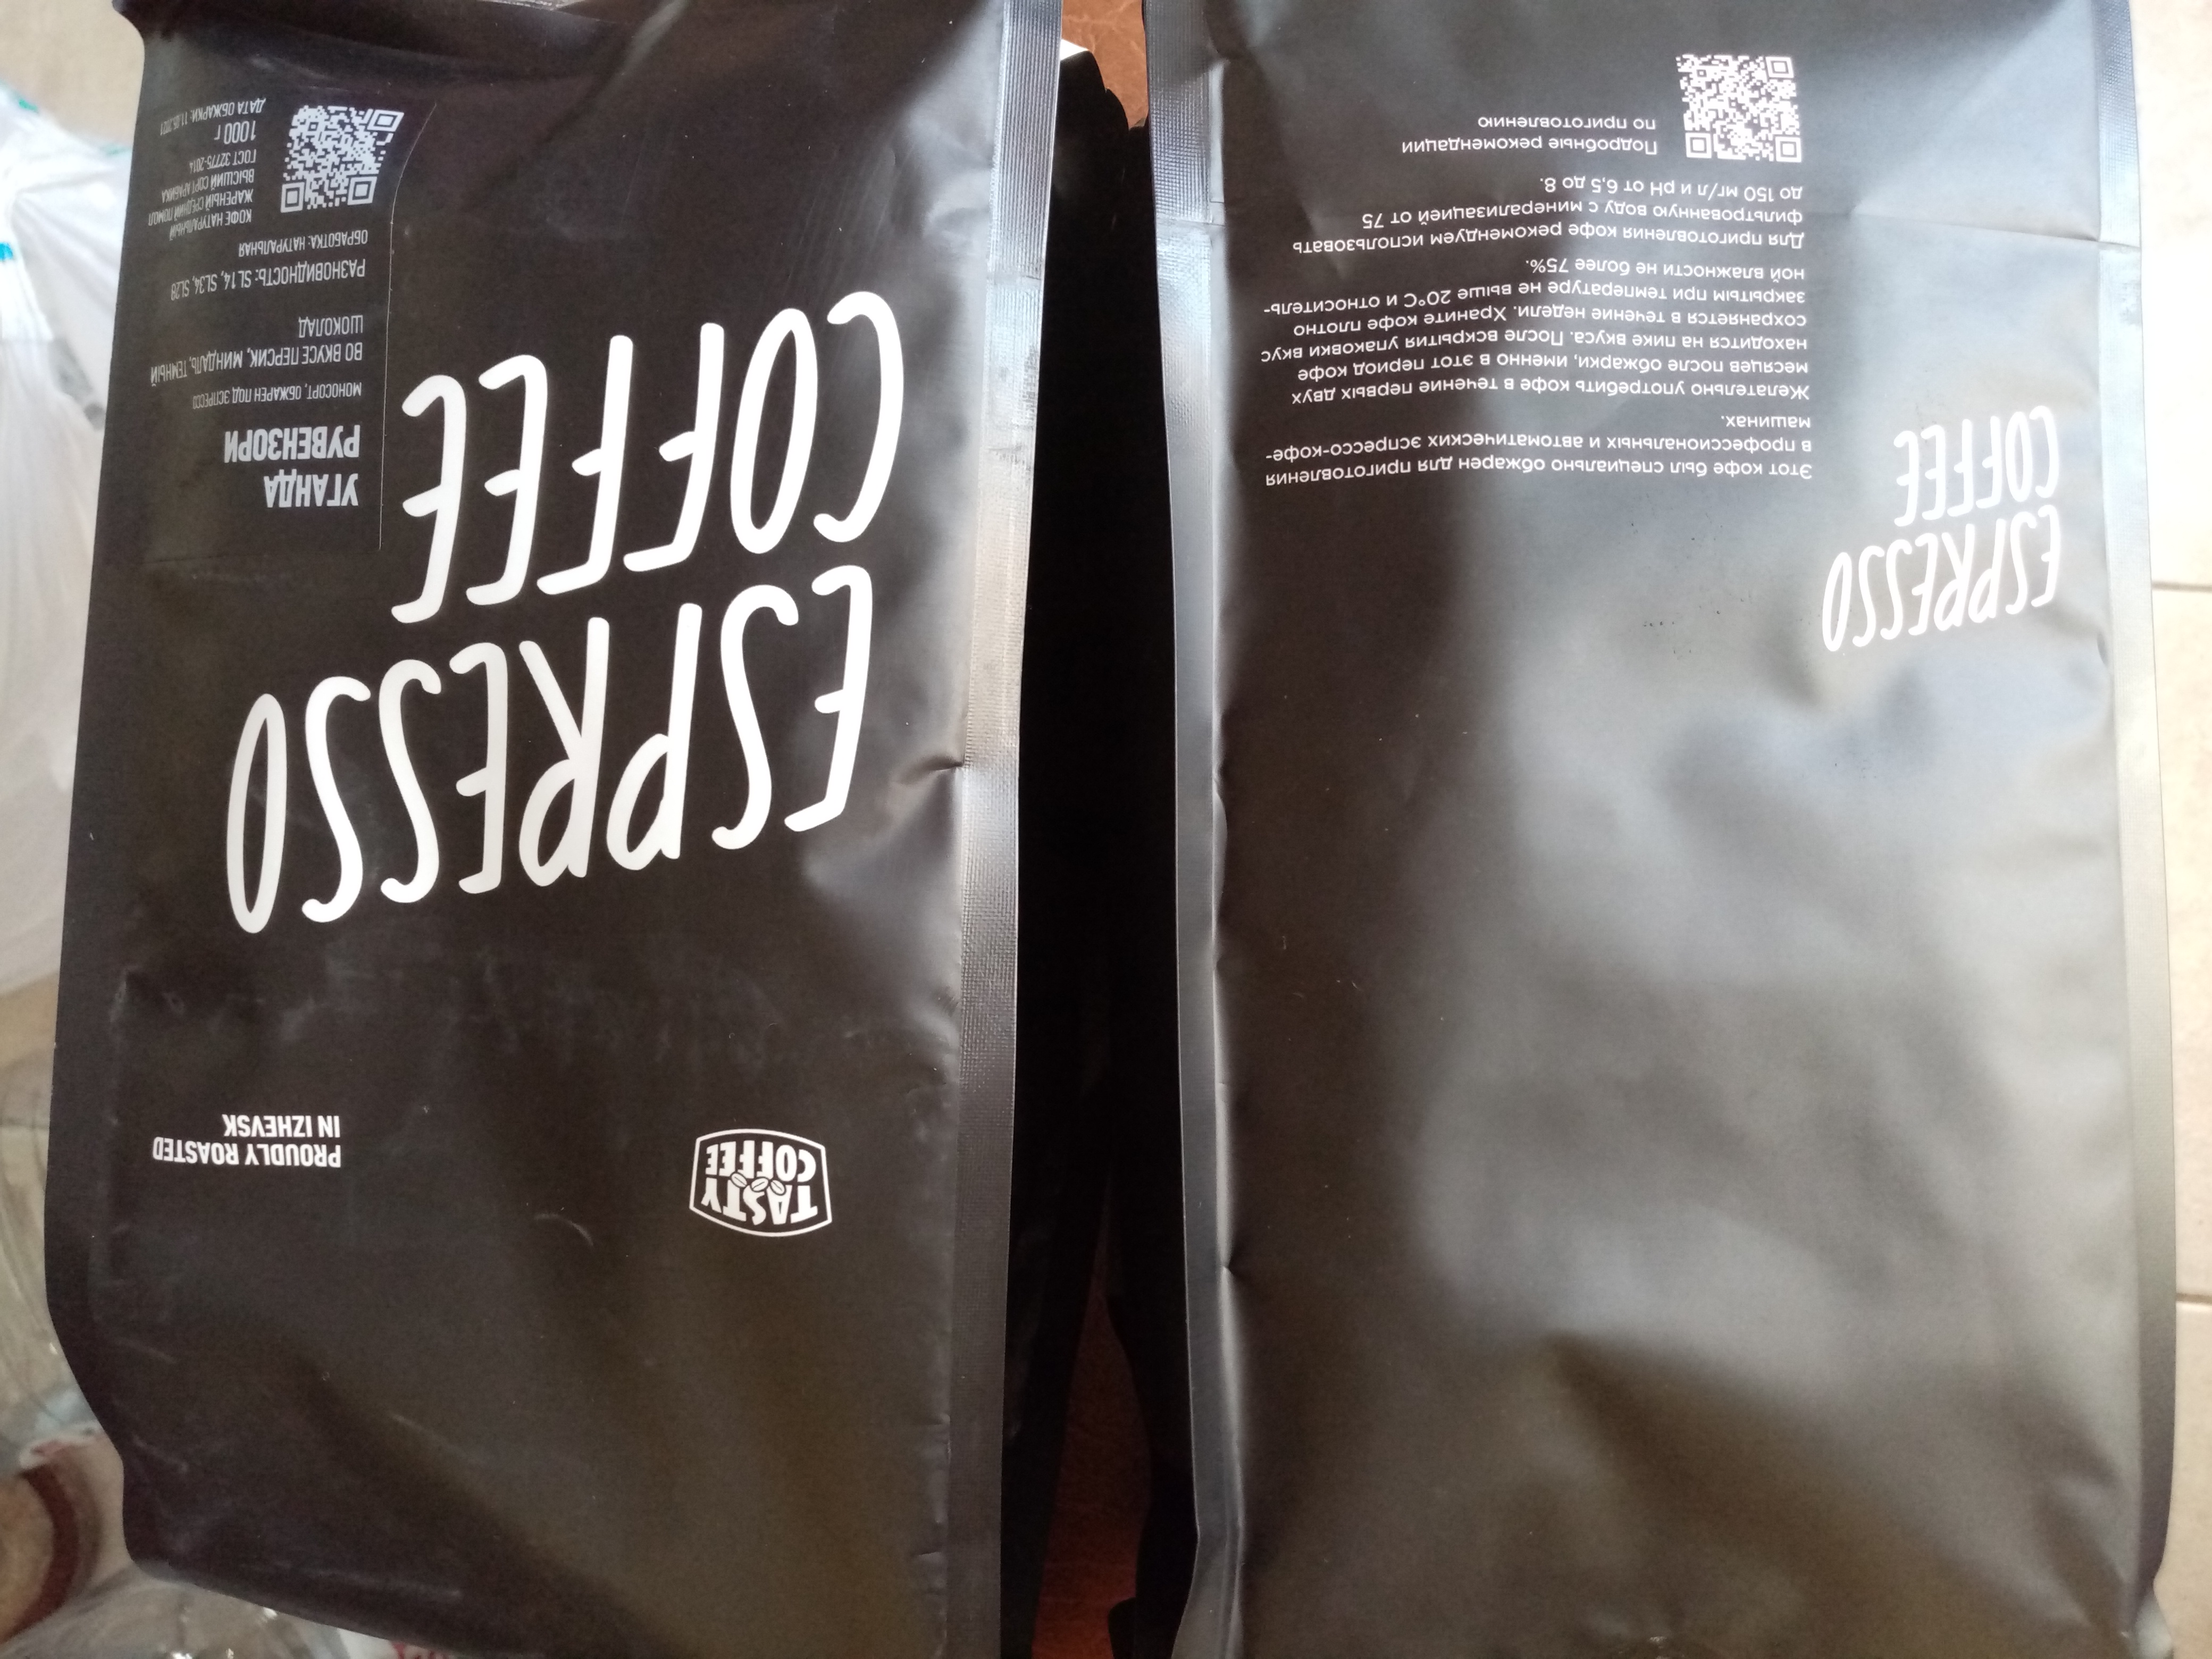 TASTY
COFFEE
PROUDLY ROASTED
IN IZHEVSK
ESPRESSO
COFFEE
УГАНДА
РУВЕНЗОРИ
МОНОСОРТ, ОБЖАРЕН ПОД ЭСПРЕССО
ВО ВКУСЕ ПЕРСИК, МИНДАЛЬ, ТЕМНЫЙ
ШОКОЛАД
РАЗНОВИДНОСТЬ: SL14, SL34, SL28
ОБРАБОТКА: НАТУРАЛЬНАЯ
КОФЕ НАТУРАЛЬНЫЙ
ЖАРЕНЫЙ СРЕДНИЙ ПОМОЛ
ВЫСШИЙ СОРТ АРАБИКА
ГОСТ 32775-2014
1000 г
ДАТА ОБЖАРКИ:
ESPRESSO
COFFEE
Этот кофе был специально обжарен для приготовления
в профессиональных и автоматических эспрессо-кофе-
машинах.
Желательно употребить кофе в течение первых двух
месяцев после обжарки, именно в этот период кофе
находится на пике вкуса. После вскрытия упаковки вкус
сохраняется в течение недели. Храните кофе плотно
закрытым при температуре не выше 20°С и относитель-
ной влажности не более 75%.
Для приготовления кофе рекомендуем использовать
фильтрованную воду с минерализацией от 75
до 150 мг/л и pH от 6,5 до 8.
Подробные рекомендации
по приготовлению